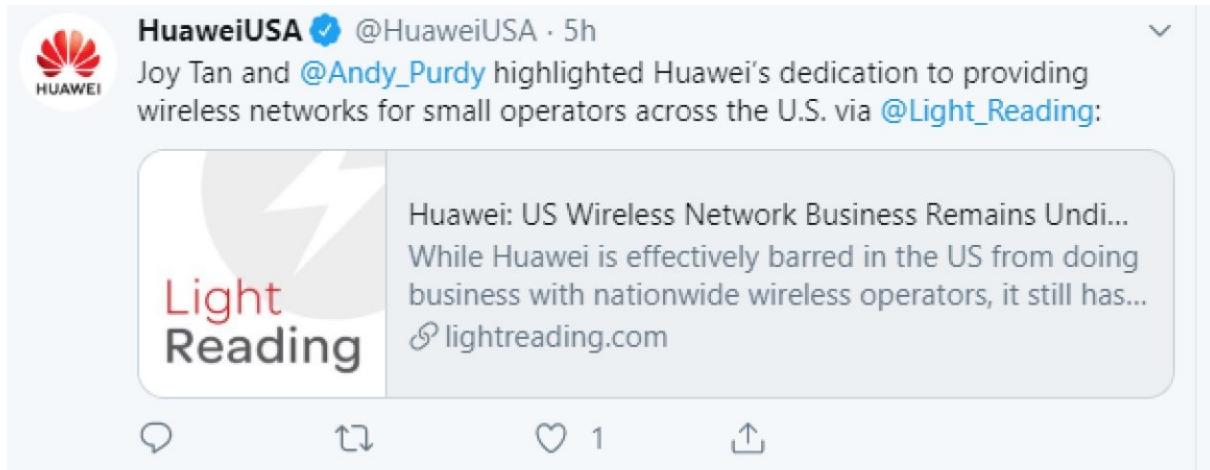 HuaweiUSA @HuaweiUSA · 5h
HUAWEI
Joy Tan and @Andy_Purdy highlighted Huawei's dedication to providing
wireless networks for small operators across the U.S. via @Light_Reading:
Light
Reading
Huawei: US Wireless Network Business Remains Undi...
While Huawei is effectively barred in the US from doing
business with nationwide wireless operators, it still has...
lightreading.com
1